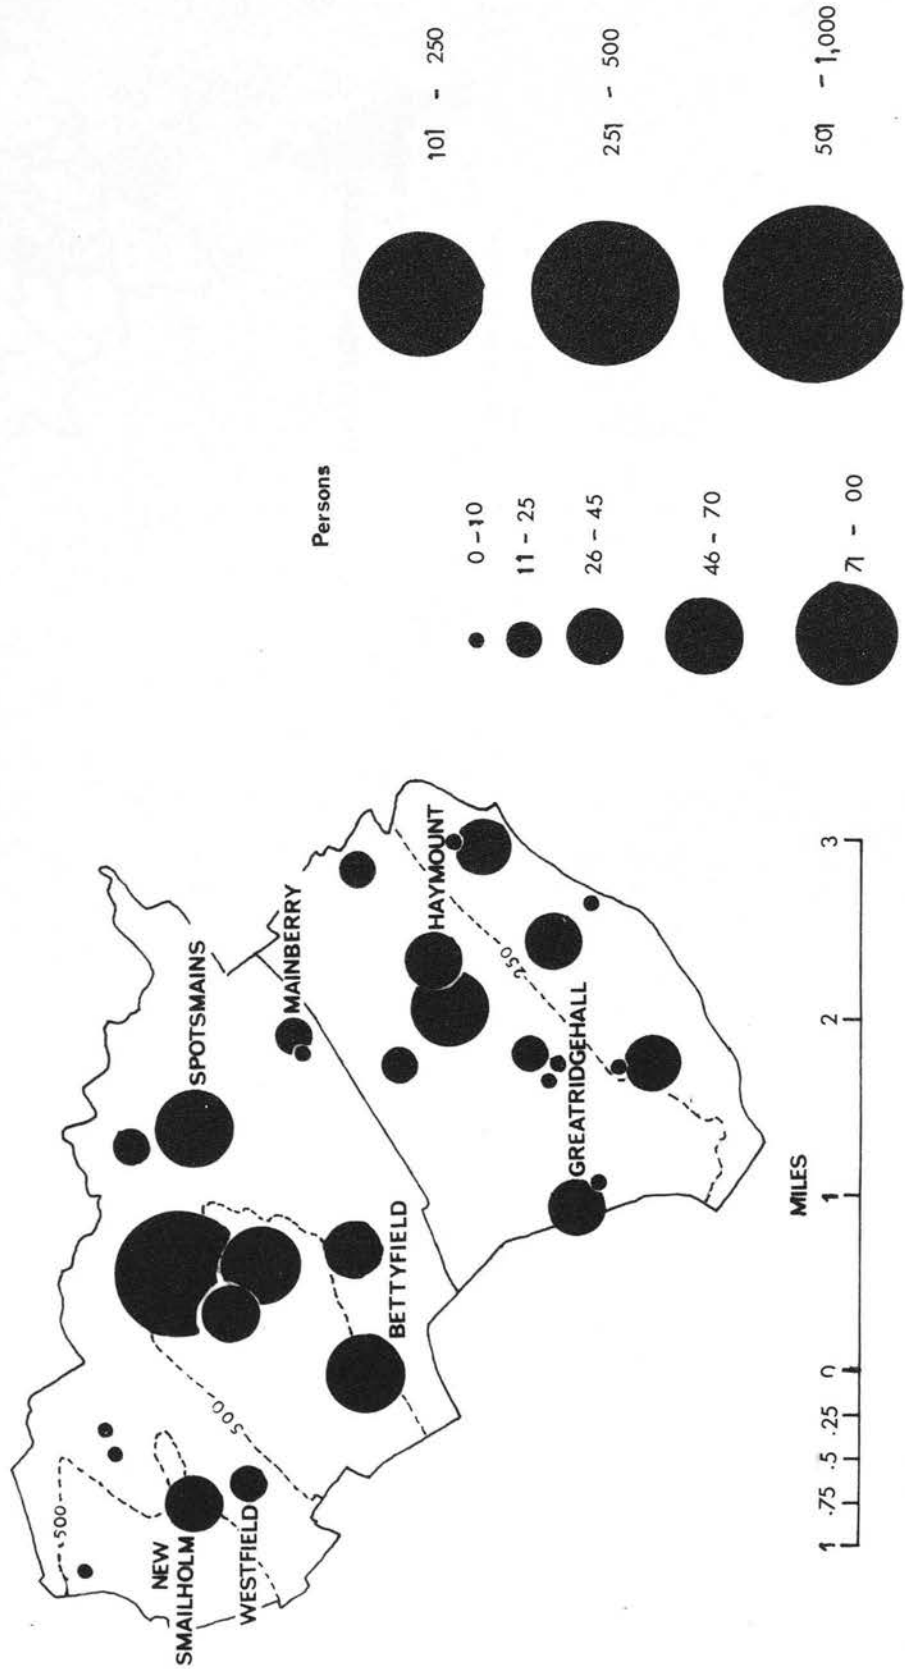 500
NEW
SMAILHOLM
WESTFIELD
500
SPOTSMAINS
MAINBERRY
BETTYFIELD
HAYMOUNT
250
GREATRIDGEHALL
MILES
1 .75 .5 .25 0 1 2 3
Persons
0-10
11 - 25
26 - 45
46 - 70
71 - 00
101 - 250
251 - 500
501 - 1,000